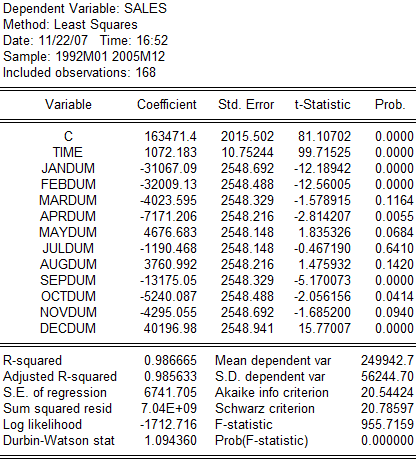 Dependent Variable: SALES
Method: Least Squares
Date: 11/22/07 Time: 16:52
Sample: 1992M01 2005M12
Included observations: 168
Variable Coefficient Std. Error t-Statistic Prob.
C 163471.4 2015.502 81.10702 0.0000
TIME 1072.183 10.75244 99.71525 0.0000
JANDUM -31067.09 2548.692 -12.18942 0.0000
FEBDUM -32009.13 2548.488 -12.56005 0.0000
MARDUM -4023.595 2548.329 -1.578915 0.1164
APRDUM -7171.206 2548.216 -2.814207 0.0055
MAYDUM 4676.683 2548.148 1.835326 0.0684
JULDUM -1190.468 2548.148 -0.467190 0.6410
AUGDUM 3760.992 2548.216 1.475932 0.1420
SEPDUM -13175.05 2548.329 -5.170073 0.0000
OCTDUM -5240.087 2548.488 -2.056156 0.0414
NOVDUM -4295.055 2548.692 -1.685200 0.0940
DECDUM 40196.98 2548.941 15.77007 0.0000
R-squared 0.986665 Mean dependent var 249942.7
Adjusted R-squared 0.985633 S.D. dependent var 56244.70
S.E. of regression 6741.705 Akaike info criterion 20.54424
Sum squared resid 7.04E+09 Schwarz criterion 20.78597
Log likelihood -1712.716 F-statistic 955.7159
Durbin-Watson stat 1.094360 Prob(F-statistic) 0.000000